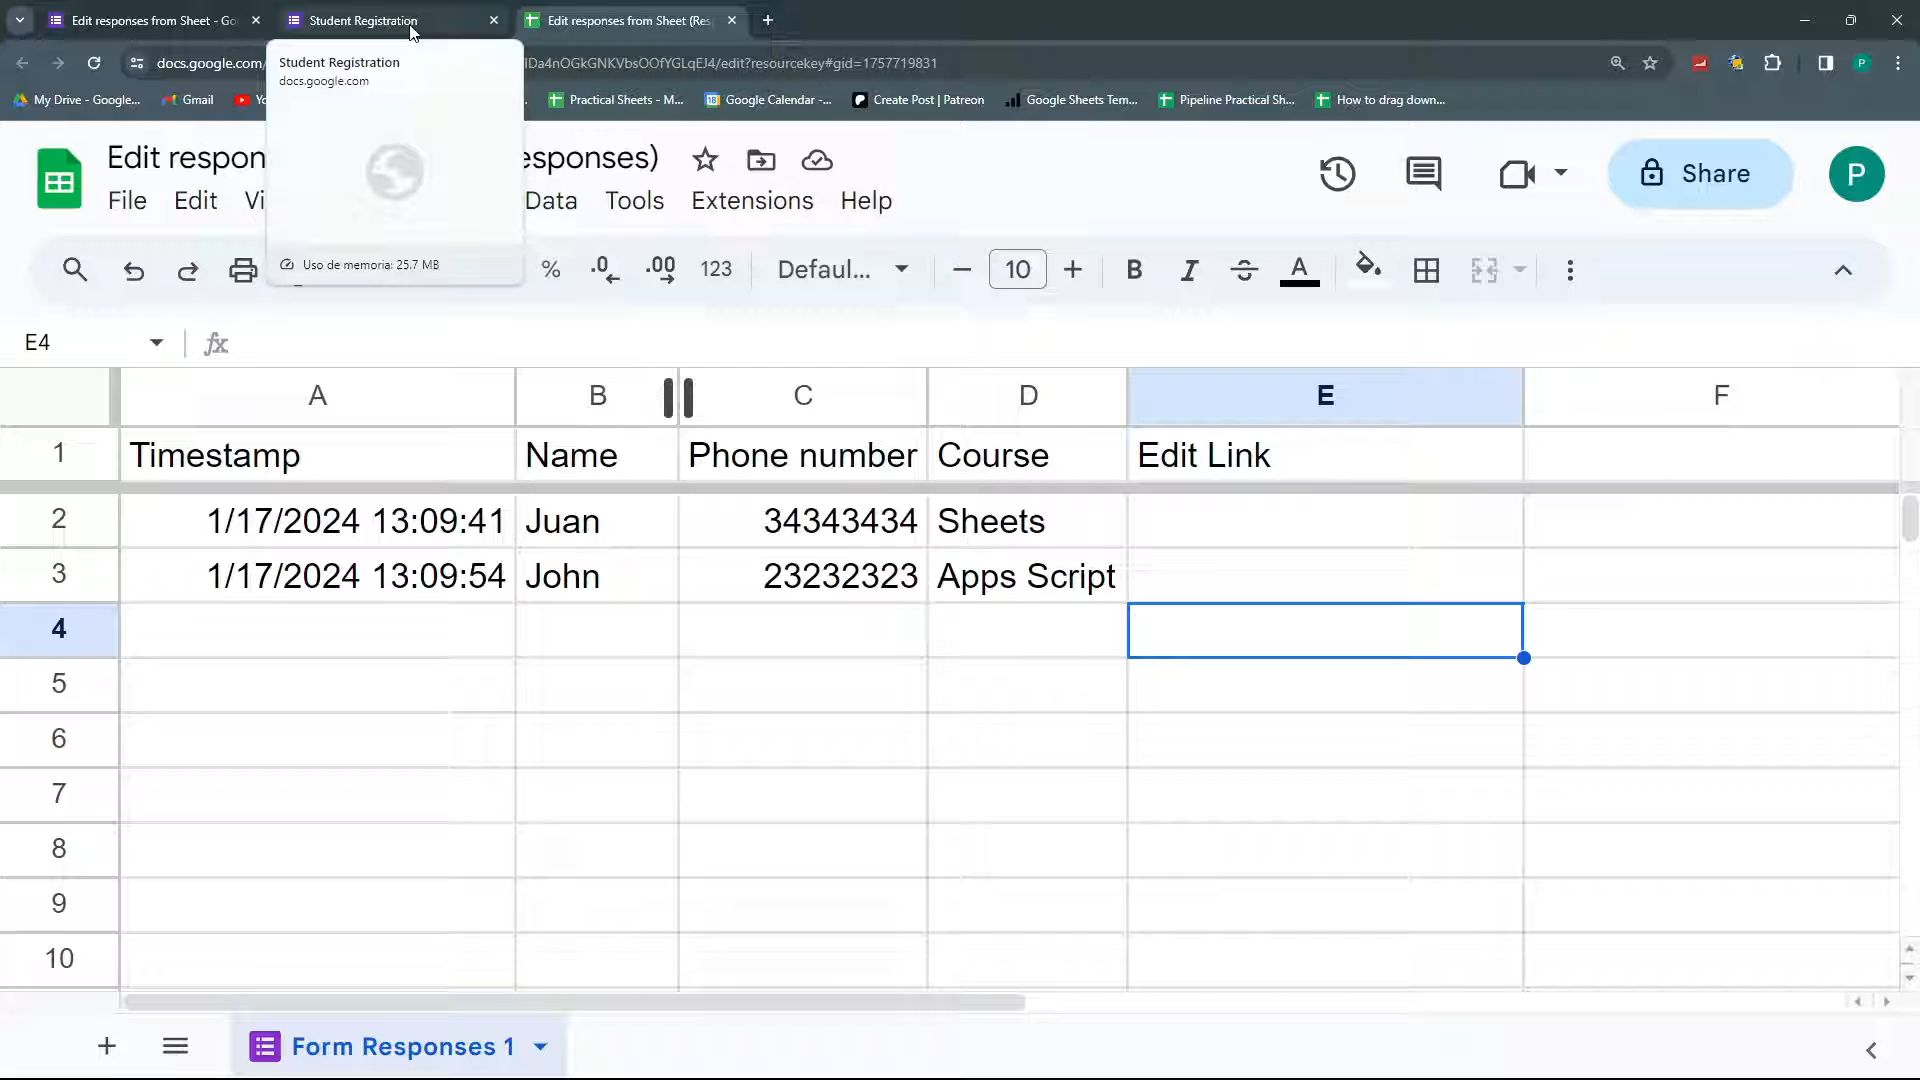 Edit responses from Sheet - Go
Student Registration
Edit responses from Sheet (Res
docs.google.com/
IDa4nOGkGNKVbsOOfYGLqEJ4/edit?resourcekey#gid=1757719831
P
My Drive - Google...
Gmail
Yo
Practical Sheets - M...
18
Google Calendar -...
Create Post | Patreon
Google Sheets Tem...
Pipeline Practical Sh...
How to drag down...
Student Registration
docs.google.com
Uso de memoria: 25.7 MB
Edit respon
esponses)
File
Edit
Vi
Data
Tools
Extensions
Help
Share
P
%
.0
.00
123
Defaul...
10
B
I
S
A
E4
fx
A B C D E F
1 Timestamp Name Phone number Course Edit Link
2 1/17/2024 13:09:41 Juan 34343434 Sheets
3 1/17/2024 13:09:54 John 23232323 Apps Script
4
5
6
7
8
9
10
Form Responses 1